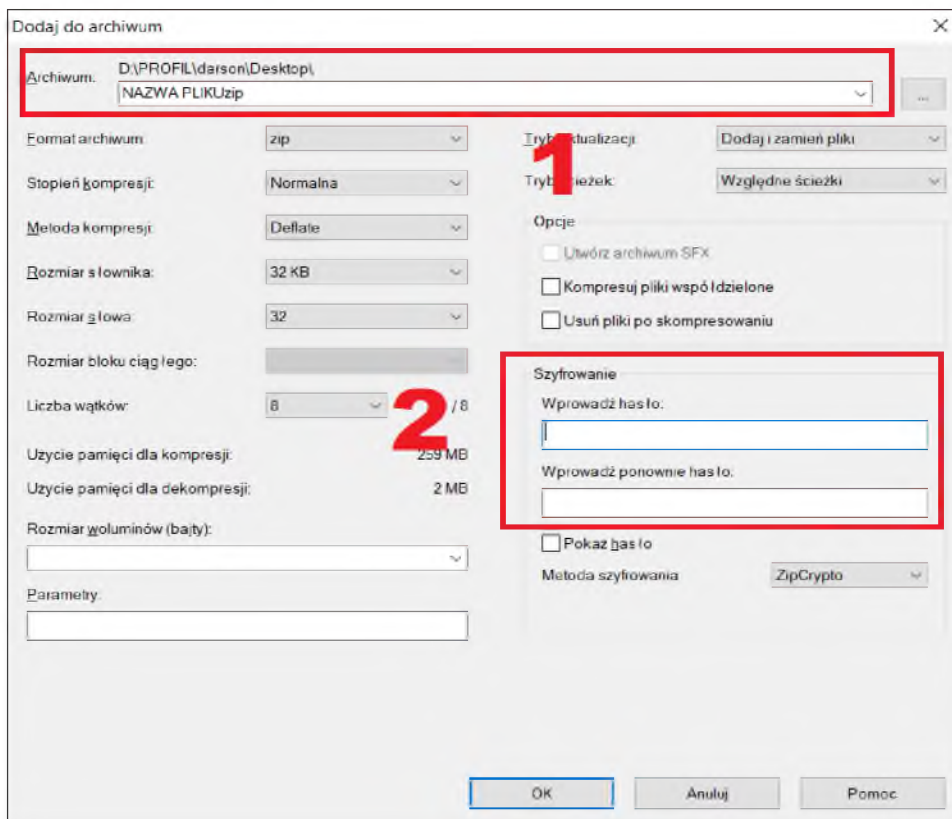 Dodaj do archiwum
Archiwum:
D:\PROFIL\darson\Desktop\
NAZWA PLIKUzip
...
Format archiwum
zip
Stopień kompresji:
Normalna
Metoda kompresji:
Deflate
Rozmiar słownika:
32 KB
Rozmiar słowa:
32
Rozmiar bloku ciągłego:
Liczba wątków:
8
/ 8
Użycie pamięci dla kompresji:
259 MB
Użycie pamięci dla dekompresji:
2 MB
Rozmiar woluminów (bajty):
Parametry:
1
2
Tryb
Dodaj i zamień pliki
Tryb
Względne ścieżki
Opcje
Utwórz archiwum SFX
Kompresuj pliki współdzielone
Usuń pliki po skompresowaniu
Szyfrowanie
Wprowadź hasło:
Wprowadź ponownie hasło:
Pokaż hasło
Metoda szyfrowania
ZipCrypto
OK
Anuluj
Pomoc